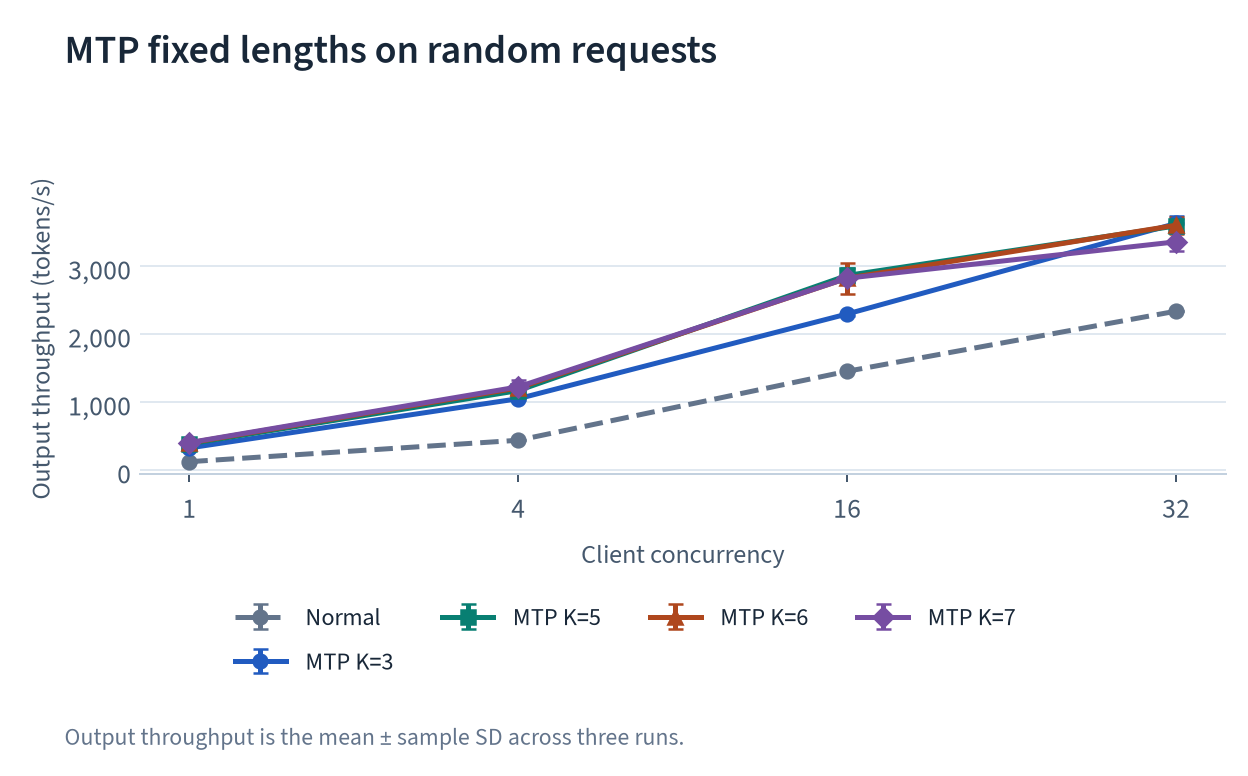 MTP fixed lengths on random requests
Output throughput (tokens/s)
3,000
2,000
1,000
0
1 4 16 32
Client concurrency
Normal MTP K=5 MTP K=6 MTP K=7
MTP K=3
Output throughput is the mean ± sample SD across three runs.